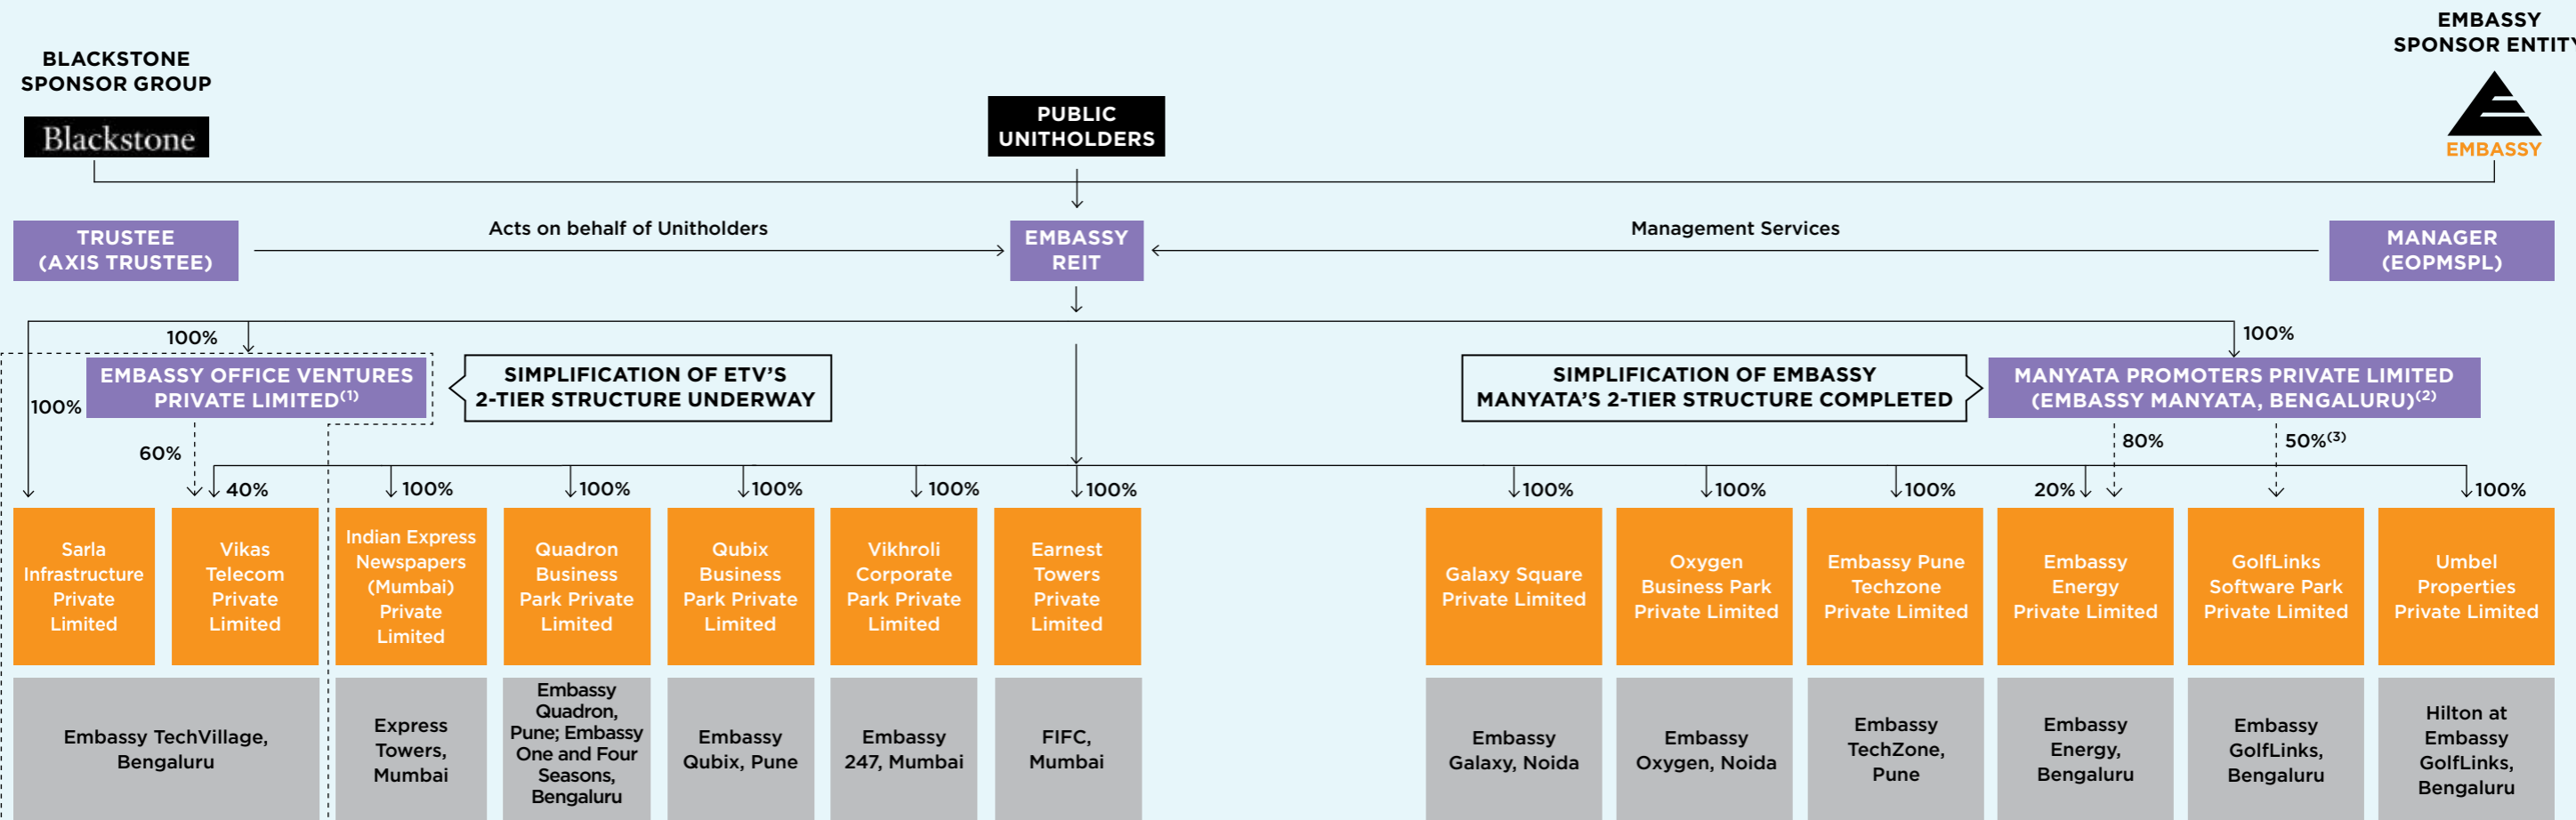 BLACKSTONE
SPONSOR GROUP
Blackstone
PUBLIC
UNITHOLDERS
EMBASSY
SPONSOR ENTITY
EMBASSY
TRUSTEE
(AXIS TRUSTEE)
Acts on behalf of Unitholders
EMBASSY
REIT
Management Services
MANAGER
(EOPMSPL)
100%
100%
100%
EMBASSY OFFICE VENTURES
PRIVATE LIMITED(1)
SIMPLIFICATION OF ETV'S
2-TIER STRUCTURE UNDERWAY
SIMPLIFICATION OF EMBASSY
MANYATA'S 2-TIER STRUCTURE COMPLETED
MANYATA PROMOTERS PRIVATE LIMITED
(EMBASSY MANYATA, BENGALURU)(2)
60%
80%
50%(3)
40%
100%
100%
100%
100%
100%
100%
100%
100%
20%
100%
Sarla
Infrastructure
Private
Limited
Vikas
Telecom
Private
Limited
Indian Express
Newspapers
(Mumbai)
Private
Limited
Quadron
Business
Park Private
Limited
Qubix
Business
Park Private
Limited
Vikhroli
Corporate
Park Private
Limited
Earnest
Towers
Private
Limited
Galaxy Square
Private Limited
Oxygen
Business Park
Private Limited
Embassy Pune
Techzone
Private Limited
Embassy
Energy
Private Limited
GolfLinks
Software Park
Private Limited
Umbel
Properties
Private Limited
Embassy TechVillage,
Bengaluru
Express
Towers,
Mumbai
Embassy
Quadron,
Pune; Embassy
One and Four
Seasons,
Bengaluru
Embassy
Qubix, Pune
Embassy
247, Mumbai
FIFC,
Mumbai
Embassy
Galaxy, Noida
Embassy
Oxygen, Noida
Embassy
TechZone,
Pune
Embassy
Energy,
Bengaluru
Embassy
GolfLinks,
Bengaluru
Hilton at
Embassy
GolfLinks,
Bengaluru